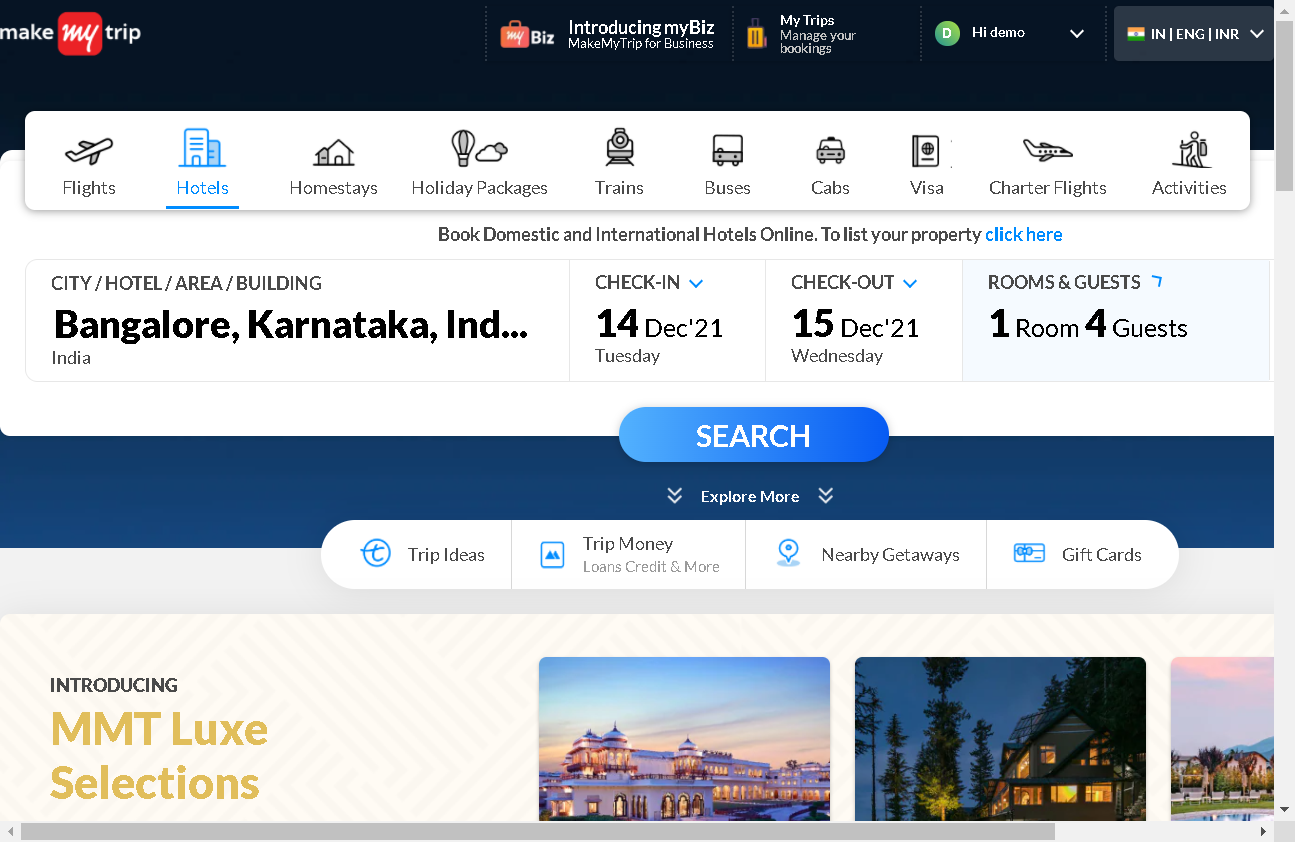 make my trip
my Biz
Introducing myBiz
MakeMyTrip for Business
My Trips
Manage your
bookings
D
Hi demo
IN | ENG | INR
Flights
Hotels
Homestays
Holiday Packages
Trains
Buses
Cabs
Visa
Charter Flights
Activities
Book Domestic and International Hotels Online. To list your property click here
CITY / HOTEL / AREA / BUILDING
Bangalore, Karnataka, Ind...
India
CHECK-IN
14 Dec'21
Tuesday
CHECK-OUT
15 Dec'21
Wednesday
ROOMS & GUESTS
1 Room 4 Guests
SEARCH
Explore More
Trip Ideas
Trip Money
Loans Credit & More
Nearby Getaways
Gift Cards
INTRODUCING
MMT Luxe
Selections